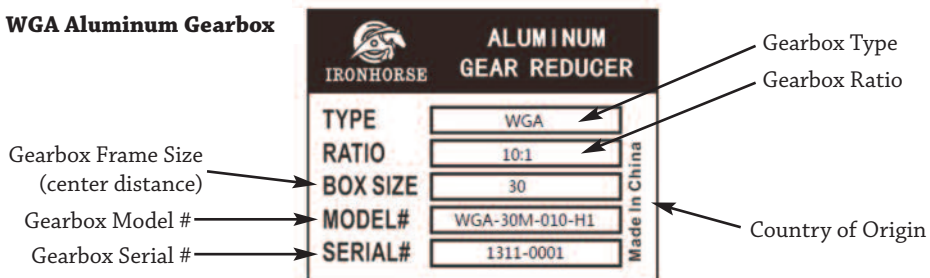 WGA Aluminum Gearbox
IRONHORSE
ALUMINUM
GEAR REDUCER
TYPE WGA
RATIO 10:1
BOX SIZE 30
MODEL# WGA-30M-010-H1
SERIAL# 1311-0001
Made In China
Gearbox Type
Gearbox Ratio
Gearbox Frame Size
(center distance)
Gearbox Model #
Gearbox Serial #
Country of Origin